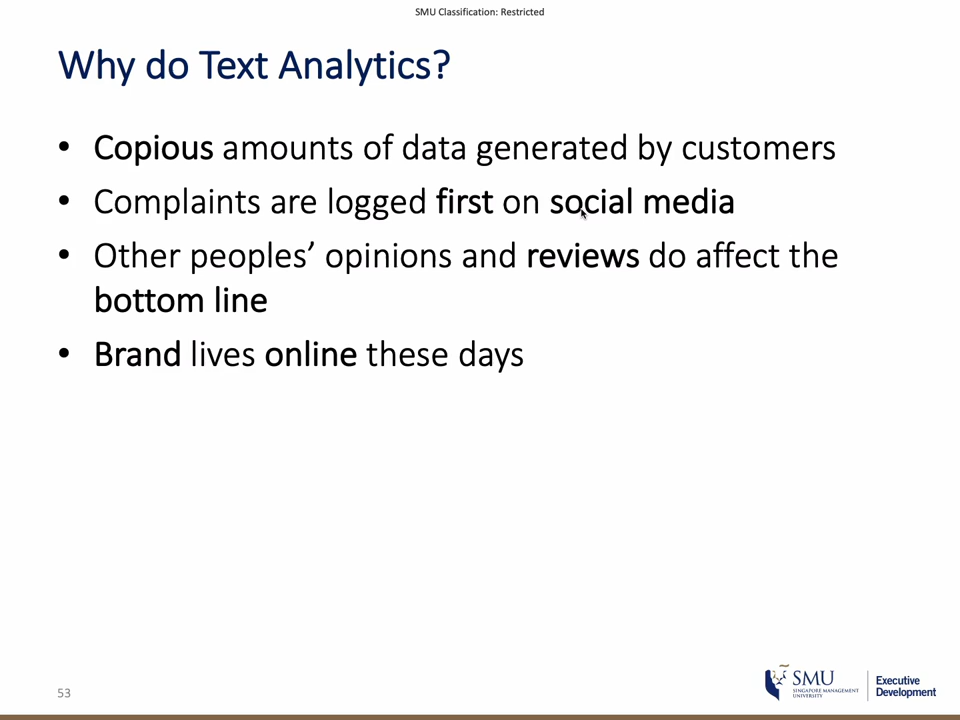 SMU Classification: Restricted
Why do Text Analytics?
• Copious amounts of data generated by customers
• Complaints are logged first on social media
• Other peoples’ opinions and reviews do affect the
bottom line
• Brand lives online these days
53
SMU
SINGAPORE MANAGEMENT
UNIVERSITY
Executive
Development